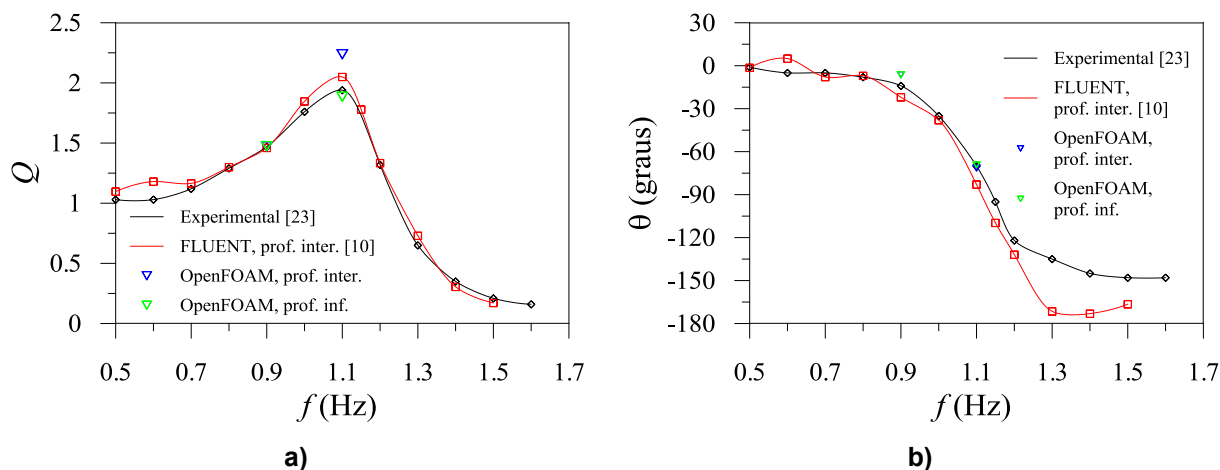 2.5
2
1.5
1
0.5
0
Q
Experimental [23]
FLUENT, prof. inter. [10]
OpenFOAM, prof. inter.
OpenFOAM, prof. inf.
0.5 0.7 0.9 1.1 1.3 1.5 1.7
f (Hz)
a)
30
0
-30
-60
-90
-120
-150
-180
θ (graus)
Experimental [23]
FLUENT,
prof. inter. [10]
OpenFOAM,
prof. inter.
OpenFOAM,
prof. inf.
0.5 0.7 0.9 1.1 1.3 1.5 1.7
f (Hz)
b)